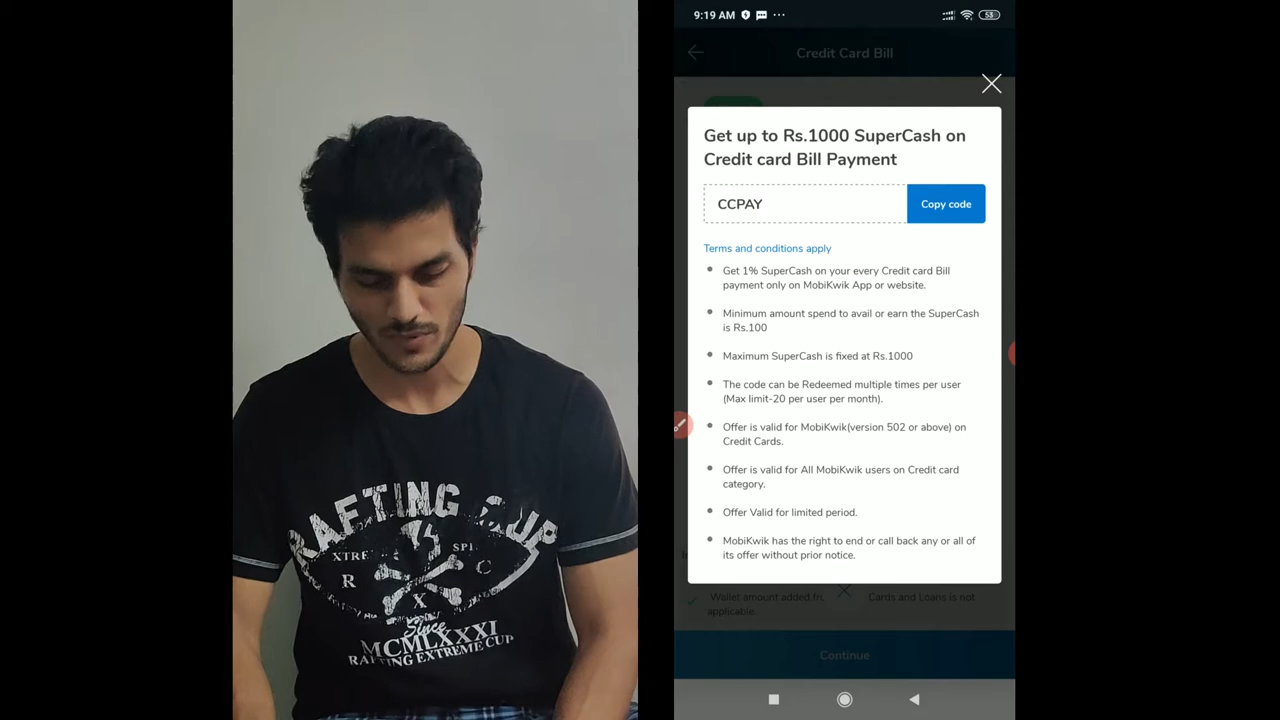 9:19 AM
53
Credit Card Bill
Get up to Rs.1000 SuperCash on
Credit card Bill Payment
CCPAY
Copy code
Terms and conditions apply
Get 1% SuperCash on your every Credit card Bill
payment only on MobiKwik App or website.
Minimum amount spend to avail or earn the SuperCash
is Rs.100
Maximum SuperCash is fixed at Rs.1000
The code can be Redeemed multiple times per user
(Max limit-20 per user per month).
Offer is valid for MobiKwik(version 502 or above) on
Credit Cards.
Offer is valid for All MobiKwik users on Credit card
category.
Offer Valid for limited period.
MobiKwik has the right to end or call back any or all of
its offer without prior notice.
Wallet amount added Cards and Loans is not
applicable.
Continue
RAFTING CUP
R C
X
Since
MCMLXXXI
RAFTING EXTREME CUP